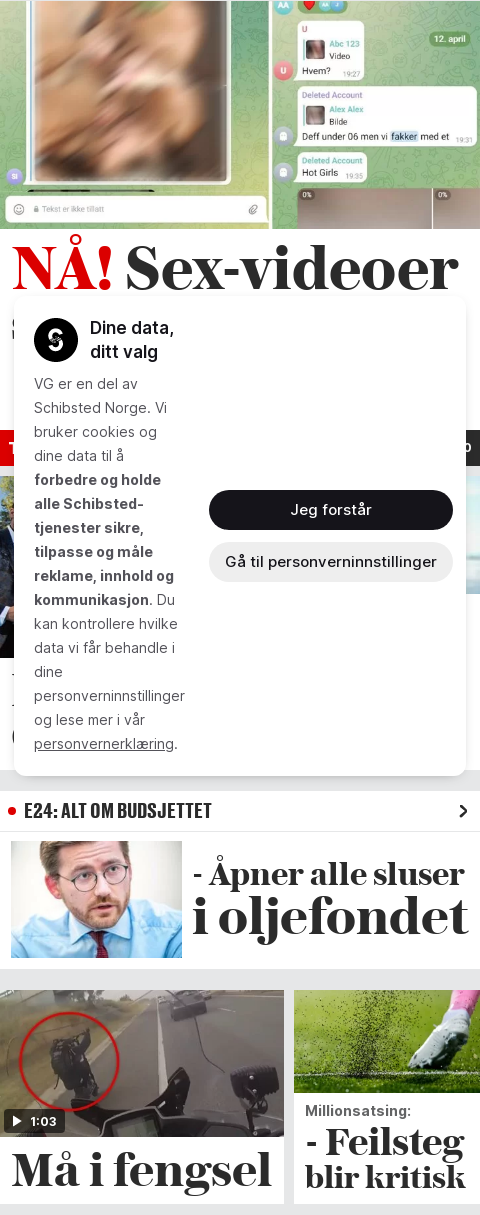 AA
AA
J
U
Abc 123
Video
U
Hvem?
19:27
12. april
Deleted Account
Alex Alex
Bilde
Deff under 06 men vi fakker med et
19:31
Deleted Account
Hot Girls
19:35
0%
0%
Tekst er ikke tillatt
NÅ! Sex-videoer
S
Dine data,
ditt valg
VG er en del av
Schibsted Norge. Vi
bruker cookies og
dine data til å
forbedre og holde
alle Schibsted-
tjenester sikre,
tilpasse og måle
reklame, innhold og
kommunikasjon. Du
kan kontrollere hvilke
data vi får behandle i
dine
personverninnstillinger
og lese mer i vår
personvernerklæring.
Jeg forstår
Gå til personverninnstillinger
E24: ALT OM BUDSJETTET
- Åpner alle sluser
i oljefondet
1:03
Må i fengsel
Millionsatsing:
- Feilsteg
blir kritisk